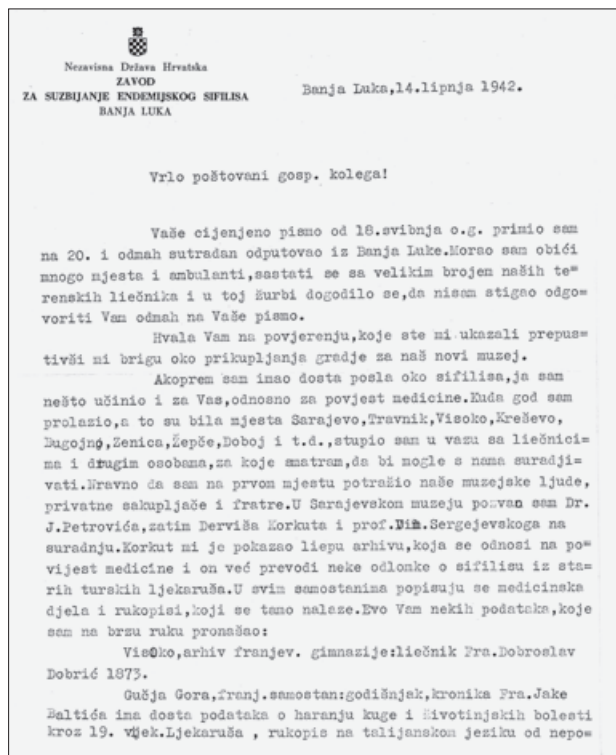 Nezavisna Država Hrvatska
ZAVOD
ZA SUZBIJANJE ENDEMIJSKOG SIFILISA
BANJA LUKA
Banja Luka,14.lipnja 1942.
Vrlo poštovani gosp. kolega!
Vaše cijenjeno pismo od 18.svibnja o.g. primio sam
na 20. i odmah sutradan odputovao iz Banja Luke.Morao sam obići
mnogo mjesta i ambulanti,sastati se sa velikim brojem naših te=
renskih liečnika i u toj žurbi dogodilo se,da nisam stigao odgo=
voriti Vam odmah na Vaše pismo.
Hvala Vam na povjerenju,koje ste mi ukazali prepus=
tivši mi brigu oko prikupljanja gradje za naš novi muzej.
Akoprem sam imao dosta posla oko sifilisa,ja sam
nešto učinio i za Vas,odnosno za povjest medicine.Kuda god sam
prolazio,a to su bila mjesta Sarajevo,Travnik,Visoko,Kreševo,
Bugojno,Zenica,Žepče,Doboj i t.d.,stupio sam u vazu sa liečnici=
ma i drugim osobama,za koje smatram,da bi mogle s nama suradji=
vati.Naravno da sam na prvom mjestu potražio naše muzejske ljude,
privatne sakupljače i fratre.U Sarajevskom muzeju pozvan sam Dr.
J.Petrovića,zatim Derviša Korkuta i prof.Dim.Sergejevskoga na
suradnju.Korkut mi je pokazao liepu arhivu,koja se odnosi na po=
vijest medicine i on već prevodi neke odlomke o sifilisu iz sta=
rih turskih ljekaruša.U svim samostanima popisuju se medicinska
djela i rukopisi,koji se tamo nalaze.Evo Vam nekih podataka,koje
sam na brzu ruku pronašao:
Visoko,arhiv franjev. gimnazije:liečnik Fra.Dobroslav
Dobrić 1873.
Gučja Gora,franj.samostan:godišnjak,kronika Fra.Jake
Baltića ima dosta podataka o haranju kuge i životinjskih bolesti
kroz 19. vijek.Ljekaruša , rukopis na talijanskom jeziku od nepo=